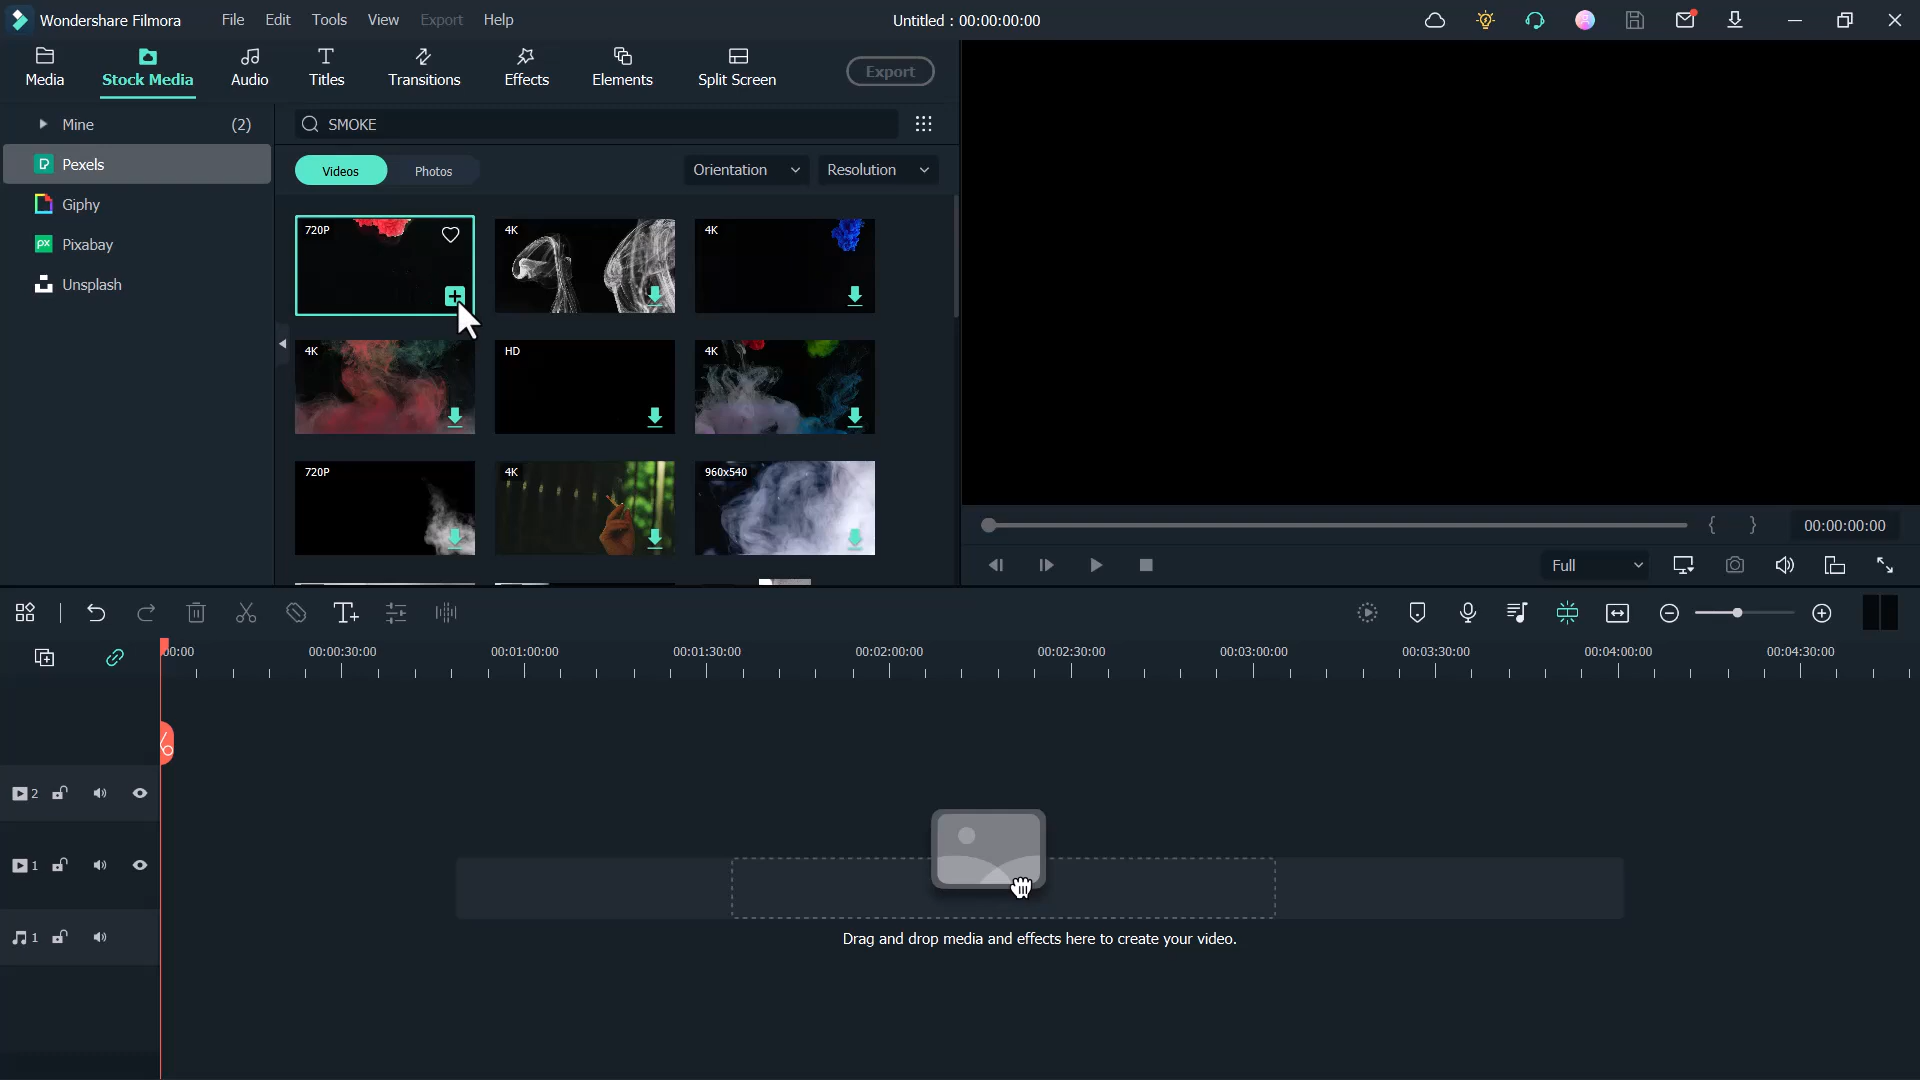 Wondershare Filmora File Edit Tools View Export Help Untitled : 00:00:00:00
Media Stock Media Audio Titles Transitions Effects Elements Split Screen Export
Mine (2)
SMOKE
Pexels
Videos Photos Orientation Resolution
Giphy
Pixabay
Unsplash
720P 4K 4K
4K HD 4K
720P 4K 960x540
00:00:00:00
Full
00:00 00:00:30:00 00:01:00:00 00:01:30:00 00:02:00:00 00:02:30:00 00:03:00:00 00:03:30:00 00:04:00:00 00:04:30:00
2
1
1
Drag and drop media and effects here to create your video.